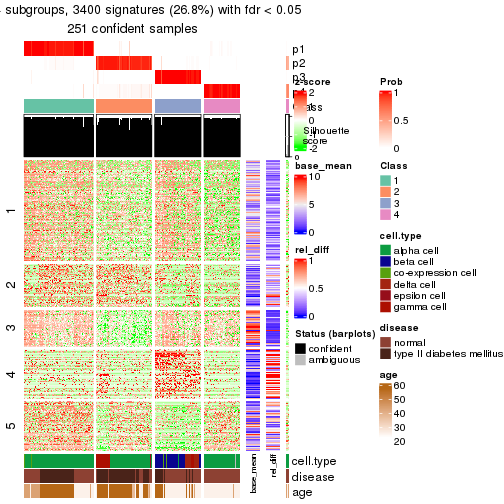 subgroups, 3400 signatures (26.8%) with fdr < 0.05
251 confident samples
p1
p2
p3
z-score
2
1
-2
Silhouette
score
Prob
1
0.5
0
base_mean
10
5
0
Class
1
2
3
4
rel_diff
1
0.5
0
cell.type
alpha cell
beta cell
co-expression cell
delta cell
epsilon cell
gamma cell
Status (barplots)
confident
ambiguous
disease
normal
type II diabetes mellitus
age
60
50
40
30
20
1
2
3
4
5
cell.type
disease
age
base_mean
rel_diff